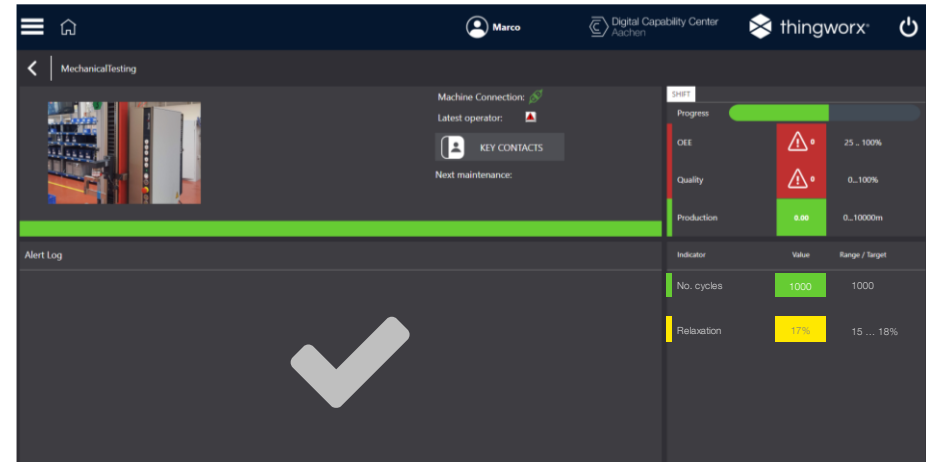 Marco
Digital Capability Center
Aachen
thingworx
MechanicalTesting
Machine Connection:
Latest operator:
KEY CONTACTS
Next maintenance:
SHIFT
Progress
OEE 0 25 .. 100%
Quality 0 0...100%
Production 0.00 0...10000m
Alert Log
Indicator Value Range / Target
No. cycles 1000 1000
Relaxation 17% 15 ... 18%